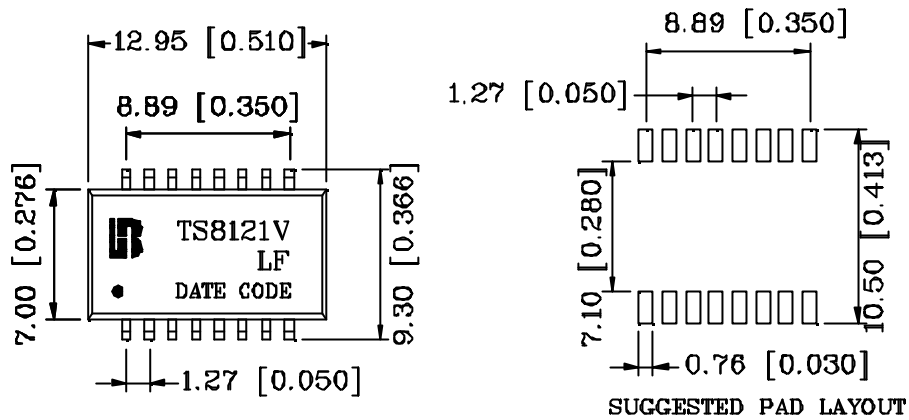 12.95 [0.510]
8.89 [0.350]
7.00 [0.276]
TS8121V
LF
DATE CODE
9.30 [0.366]
1.27 [0.050]
8.89 [0.350]
1.27 [0.050]
7.10 [0.280]
10.50 [0.413]
0.76 [0.030]
SUGGESTED PAD LAYOUT